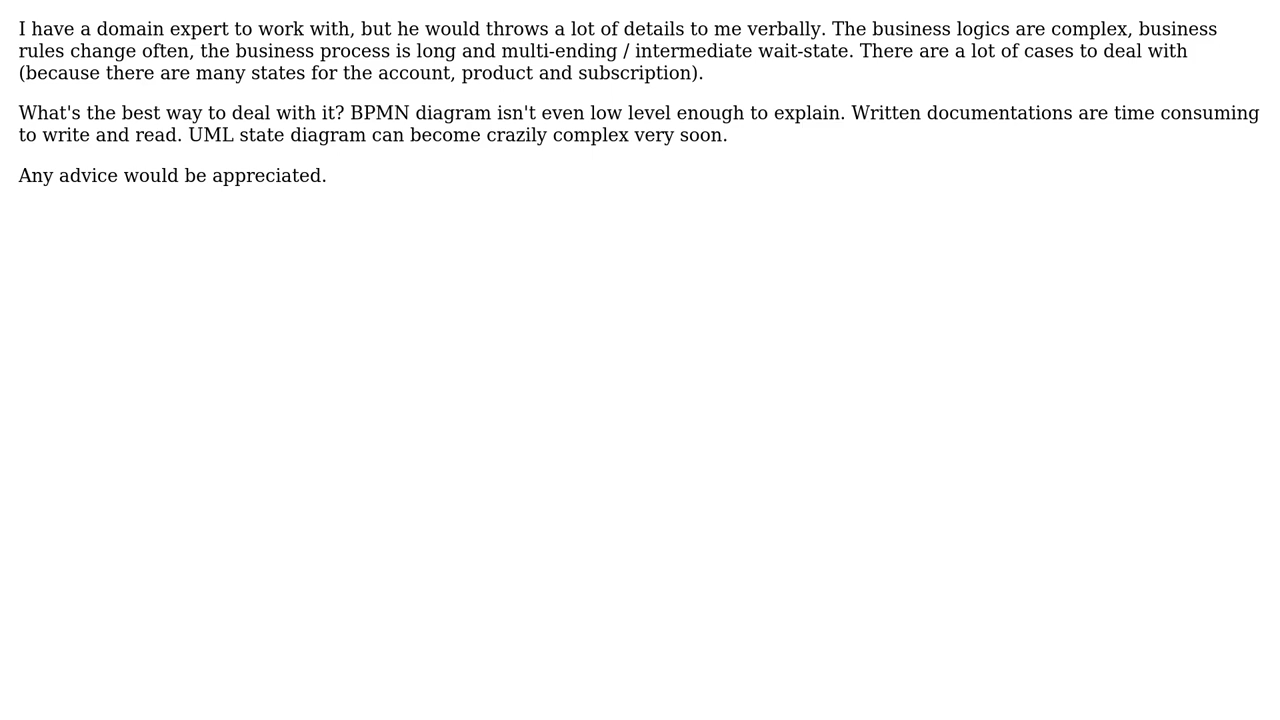 I have a domain expert to work with, but he would throws a lot of details to me verbally. The business logics are complex, business
rules change often, the business process is long and multi-ending / intermediate wait-state. There are a lot of cases to deal with
(because there are many states for the account, product and subscription).
What's the best way to deal with it? BPMN diagram isn't even low level enough to explain. Written documentations are time consuming
to write and read. UML state diagram can become crazily complex very soon.
Any advice would be appreciated.